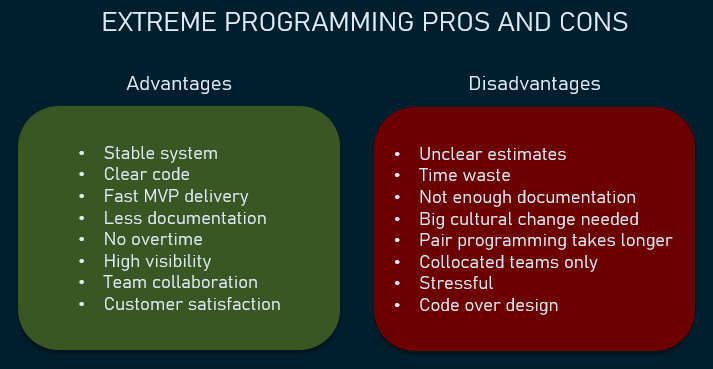 EXTREME PROGRAMMING PROS AND CONS
Advantages
• Stable system
• Clear code
• Fast MVP delivery
• Less documentation
• No overtime
• High visibility
• Team collaboration
• Customer satisfaction
Disadvantages
• Unclear estimates
• Time waste
• Not enough documentation
• Big cultural change needed
• Pair programming takes longer
• Collocated teams only
• Stressful
• Code over design